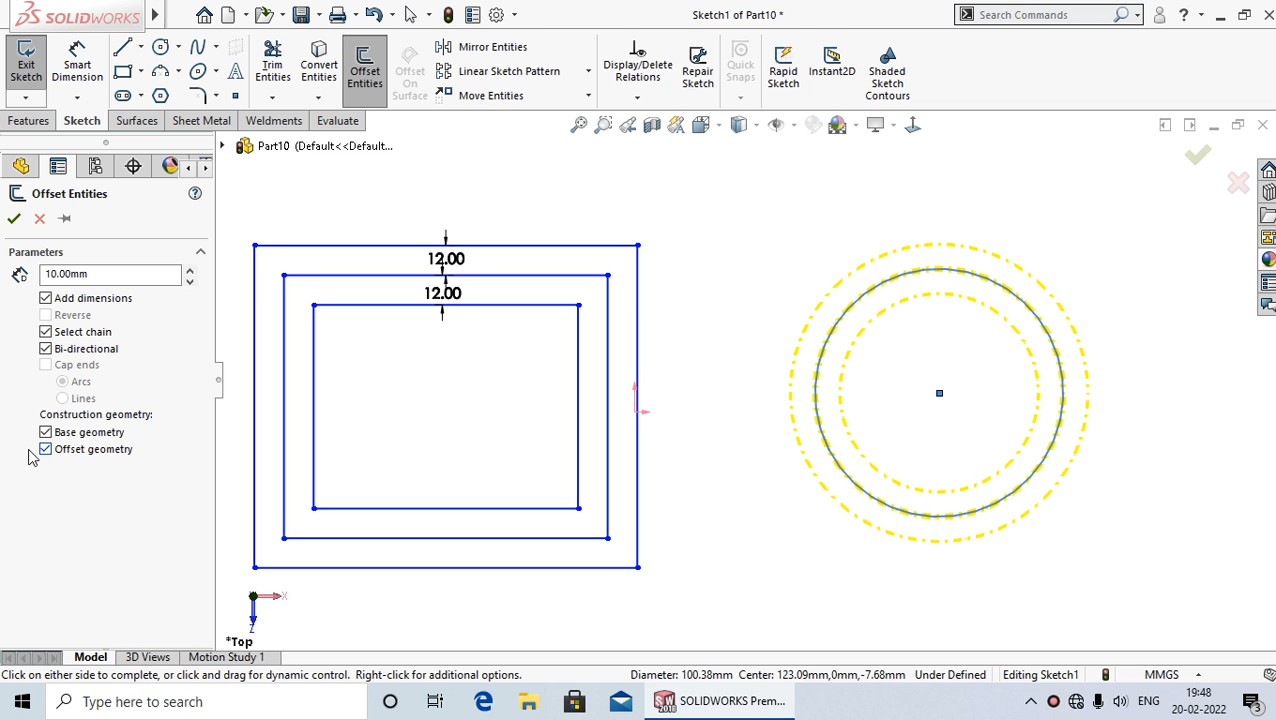 SOLIDWORKS
Sketch1 of Part10 *
Search Commands
?
Exit Sketch
Smart Dimension
Trim Entities
Convert Entities
Offset Entities
Offset On Surface
Mirror Entities
Linear Sketch Pattern
Move Entities
Display/Delete Relations
Repair Sketch
Quick Snaps
Rapid Sketch
Instant2D
Shaded Sketch Contours
Features
Sketch
Surfaces
Sheet Metal
Weldments
Evaluate
Part10 (Default<<Default...
Offset Entities
?
Parameters
10.00mm
Add dimensions
Reverse
Select chain
Bi-directional
Cap ends
Arcs
Lines
Construction geometry:
Base geometry
Offset geometry
12.00
12.00
X
Z
*Top
Model
3D Views
Motion Study 1
Click on either side to complete, or click and drag for dynamic control. Right-click for additional options.
Diameter: 100.38mm Center: 123.09mm,0mm,-7.68mm
Under Defined
Editing Sketch1
MMGS
Type here to search
SOLIDWORKS Prem...
ENG
19:48
20-02-2022
3